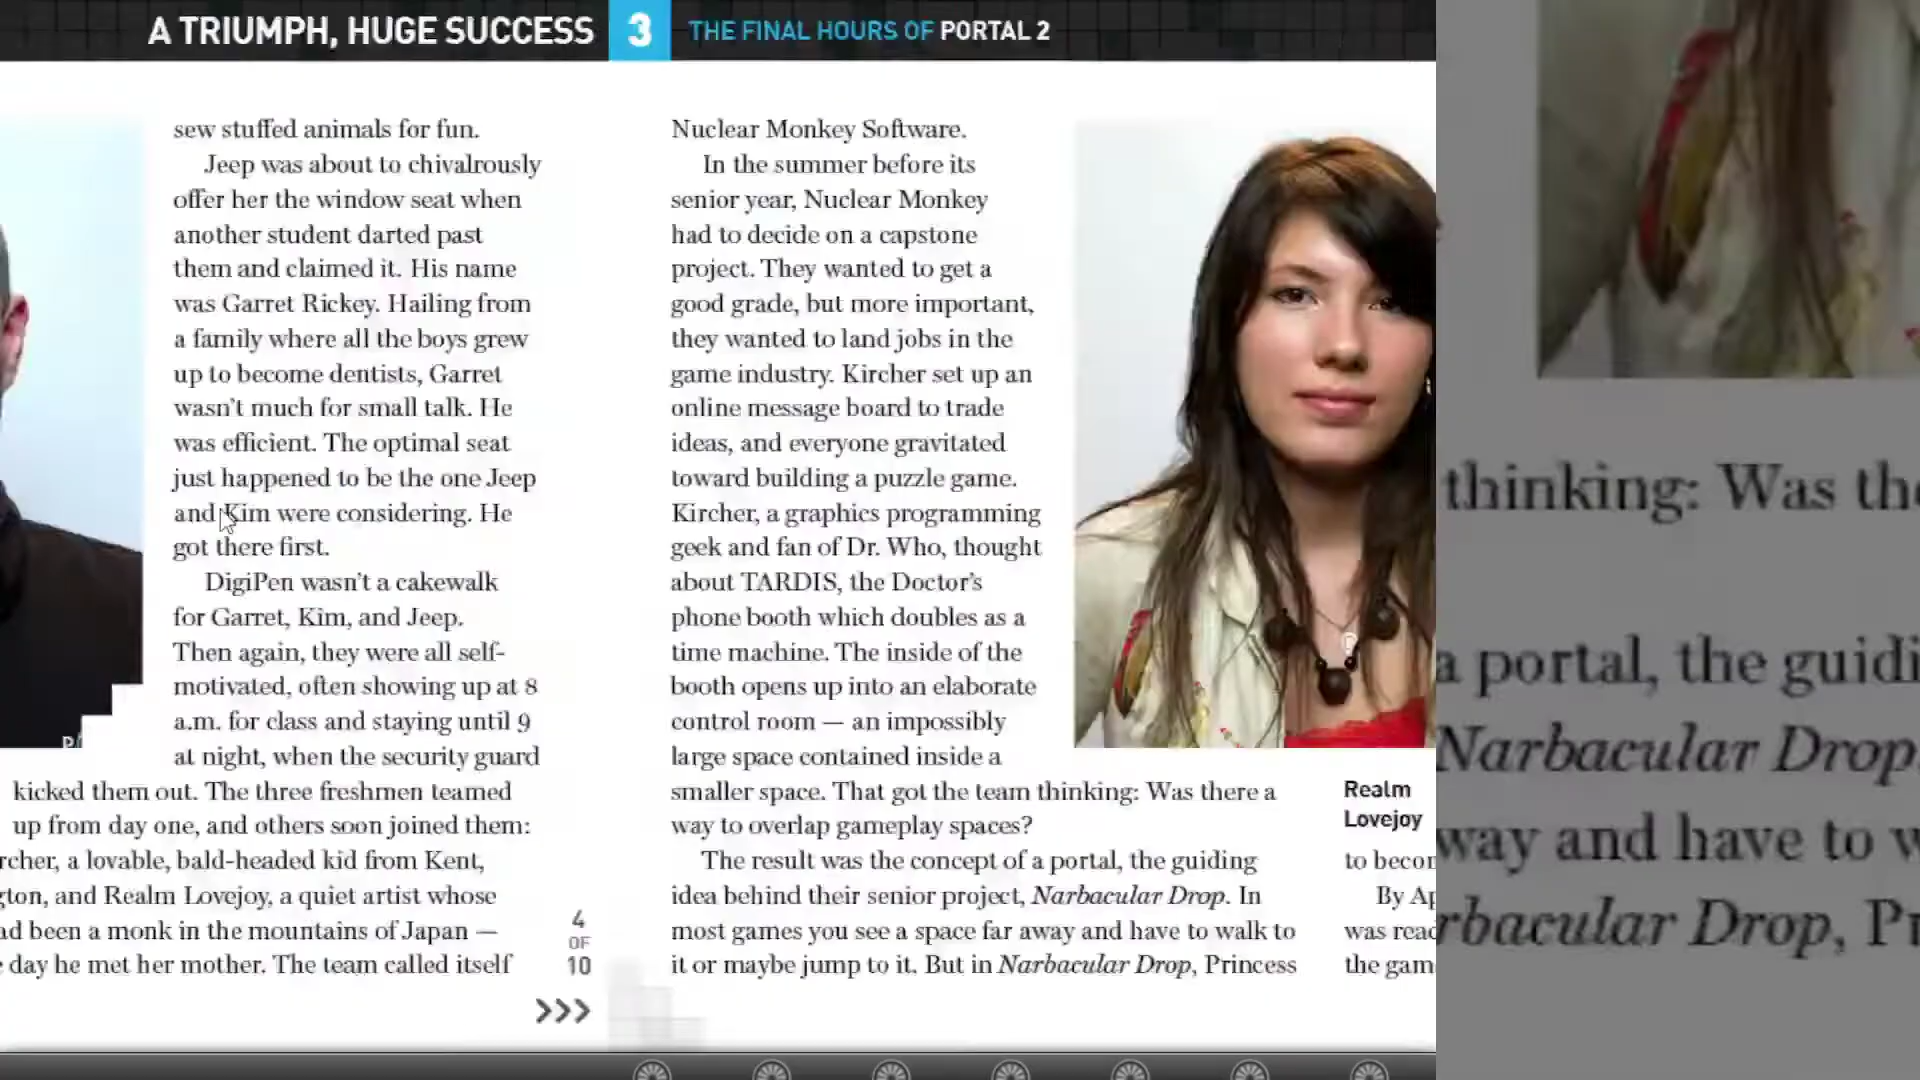 A TRIUMPH, HUGE SUCCESS
3
THE FINAL HOURS OF PORTAL 2
sew stuffed animals for fun.
Jeep was about to chivalrously
offer her the window seat when
another student darted past
them and claimed it. His name
was Garret Rickey. Hailing from
a family where all the boys grew
up to become dentists, Garret
wasn't much for small talk. He
was efficient. The optimal seat
just happened to be the one Jeep
and Kim were considering. He
got there first.
DigiPen wasn't a cakewalk
for Garret, Kim, and Jeep.
Then again, they were all self-
motivated, often showing up at 8
a.m. for class and staying until 9
at night, when the security guard
kicked them out. The three freshmen teamed
up from day one, and others soon joined them:
rcher, a lovable, bald-headed kid from Kent,
gton, and Realm Lovejoy, a quiet artist whose
ad been a monk in the mountains of Japan —
day he met her mother. The team called itself
4
OF
10
>>>
Nuclear Monkey Software.
In the summer before its
senior year, Nuclear Monkey
had to decide on a capstone
project. They wanted to get a
good grade, but more important,
they wanted to land jobs in the
game industry. Kircher set up an
online message board to trade
ideas, and everyone gravitated
toward building a puzzle game.
Kircher, a graphics programming
geek and fan of Dr. Who, thought
about TARDIS, the Doctor's
phone booth which doubles as a
time machine. The inside of the
booth opens up into an elaborate
control room — an impossibly
large space contained inside a
smaller space. That got the team thinking: Was there a
way to overlap gameplay spaces?
The result was the concept of a portal, the guiding
idea behind their senior project, Narbacular Drop. In
most games you see a space far away and have to walk to
it or maybe jump to it. But in Narbacular Drop, Princess
Realm
Lovejoy
to becom
By Ap
was read
the gam
thinking: Was the
a portal, the guidi
Narbacular Drop.
way and have to w
rbacular Drop, Pr